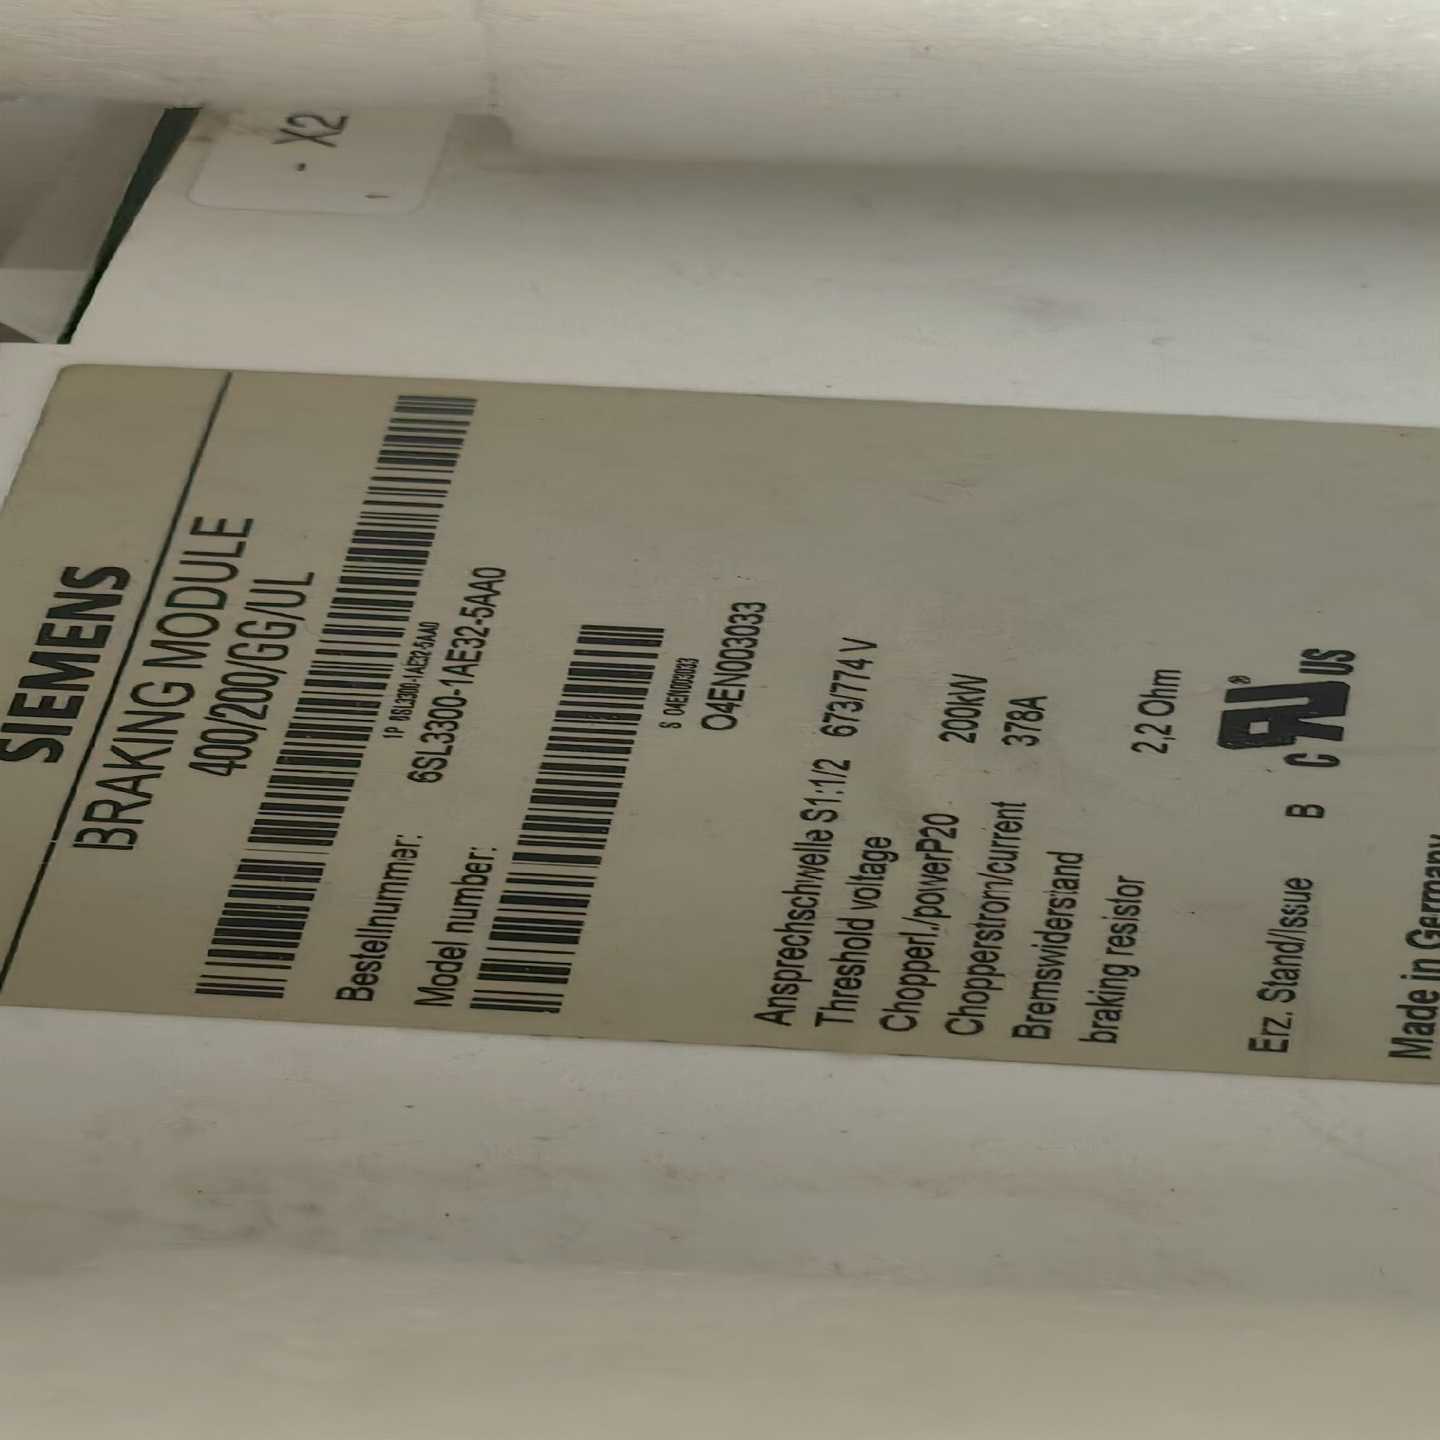 - X2
SIEMENS
BRAKING MODULE
400/200/GG/UL
1P 6SL3300-1AE32-5AA0
Bestellnummer:
Model number: 6SL3300-1AE32-5AA0
S O4EN003033
O4EN003033
Ansprechschwelle S1:1/2 673/774 V
Threshold voltage
Chopperl./powerP20 200kW
Chopperstrom/current 378A
Bremswiderstand
braking resistor 2,2 Ohm
Erz. Stand/Issue B C RU® US
Made in Germany